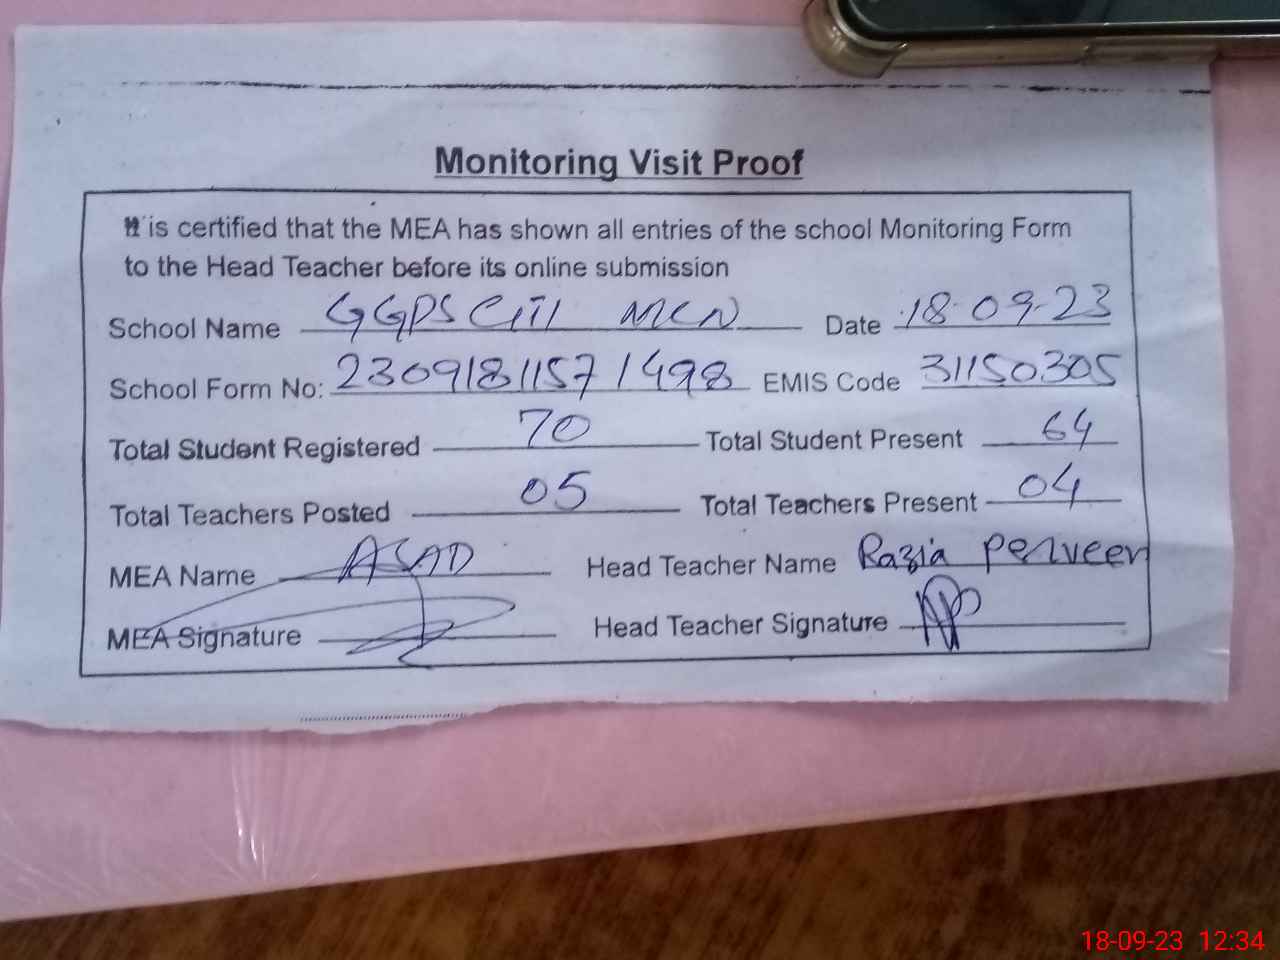 Monitoring Visit Proof
It is certified that the MEA has shown all entries of the school Monitoring Form
to the Head Teacher before its online submission
School Name GGPS CiTi MCN Date 18-09-23
School Form No: 23091811571498 EMIS Code 31150305
Total Student Registered 70 Total Student Present 64
Total Teachers Posted 05 Total Teachers Present 04
MEA Name ASAD Head Teacher Name Razia Perveen
MEA Signature Head Teacher Signature
18-09-23 12:34